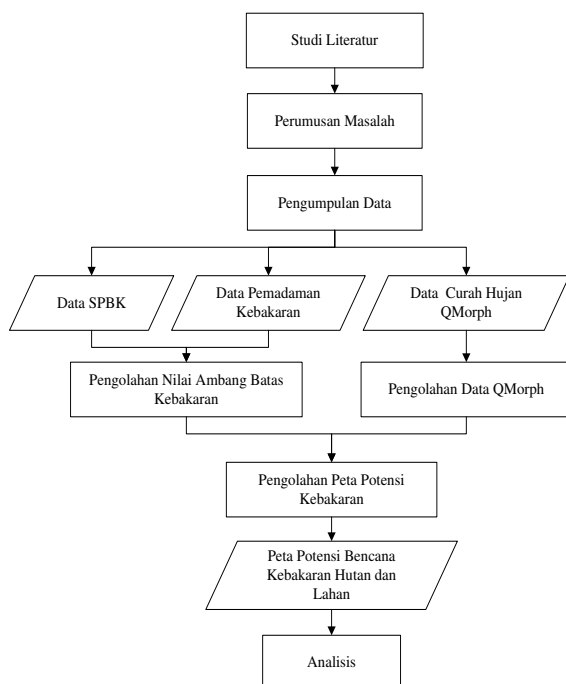 Studi Literatur
Perumusan Masalah
Pengumpulan Data
Data SPBK
Data Pemadaman
Kebakaran
Data Curah Hujan
QMorph
Pengolahan Nilai Ambang Batas
Kebakaran
Pengolahan Data QMorph
Pengolahan Peta Potensi
Kebakaran
Peta Potensi Bencana
Kebakaran Hutan dan
Lahan
Analisis